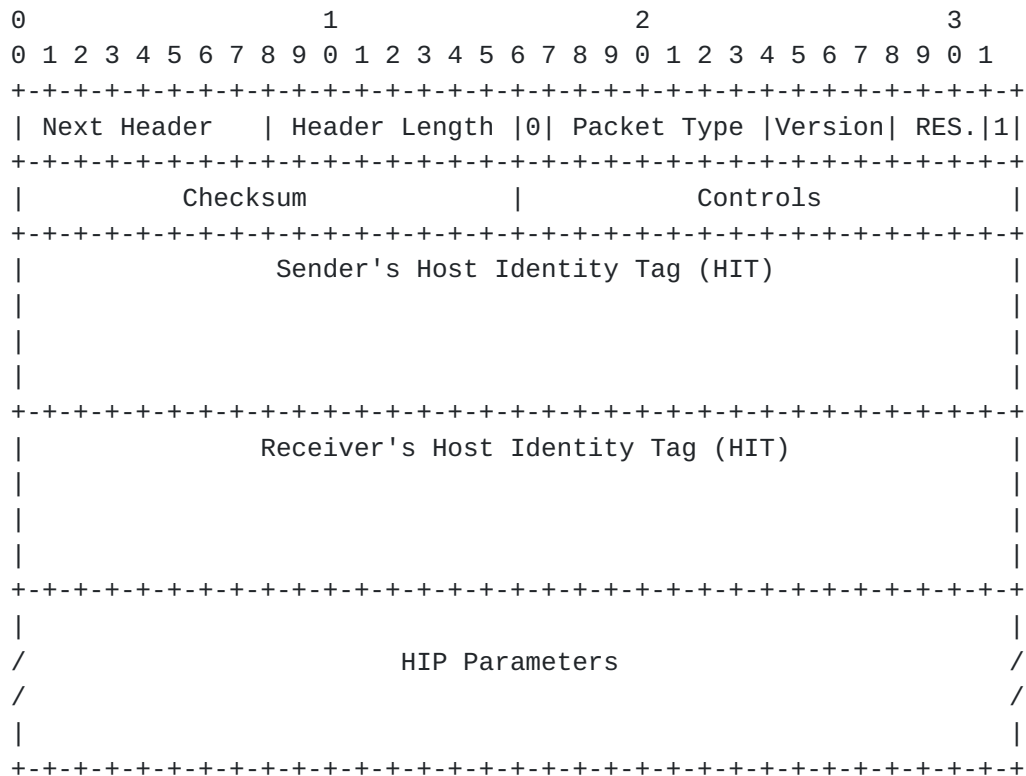 0                   1                   2                   3
0 1 2 3 4 5 6 7 8 9 0 1 2 3 4 5 6 7 8 9 0 1 2 3 4 5 6 7 8 9 0 1
+-+-+-+-+-+-+-+-+-+-+-+-+-+-+-+-+-+-+-+-+-+-+-+-+-+-+-+-+-+-+-+-+
| Next Header   | Header Length |0| Packet Type |Version| RES.|1|
+-+-+-+-+-+-+-+-+-+-+-+-+-+-+-+-+-+-+-+-+-+-+-+-+-+-+-+-+-+-+-+-+
|          Checksum             |           Controls            |
+-+-+-+-+-+-+-+-+-+-+-+-+-+-+-+-+-+-+-+-+-+-+-+-+-+-+-+-+-+-+-+-+
|                Sender's Host Identity Tag (HIT)               |
|                                                               |
|                                                               |
|                                                               |
+-+-+-+-+-+-+-+-+-+-+-+-+-+-+-+-+-+-+-+-+-+-+-+-+-+-+-+-+-+-+-+-+
|               Receiver's Host Identity Tag (HIT)              |
|                                                               |
|                                                               |
|                                                               |
+-+-+-+-+-+-+-+-+-+-+-+-+-+-+-+-+-+-+-+-+-+-+-+-+-+-+-+-+-+-+-+-+
|                                                               |
/                        HIP Parameters                         /
/                                                               /
|                                                               |
+-+-+-+-+-+-+-+-+-+-+-+-+-+-+-+-+-+-+-+-+-+-+-+-+-+-+-+-+-+-+-+-+